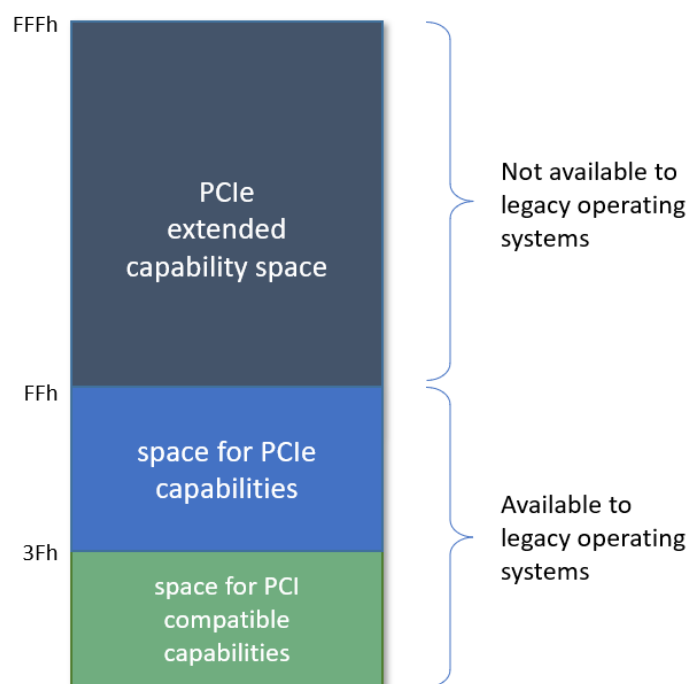 FFFh
PCIe
extended
capability space
Not available to
legacy operating
systems
FFh
space for PCIe
capabilities
Available to
legacy operating
systems
3Fh
space for PCI
compatible
capabilities